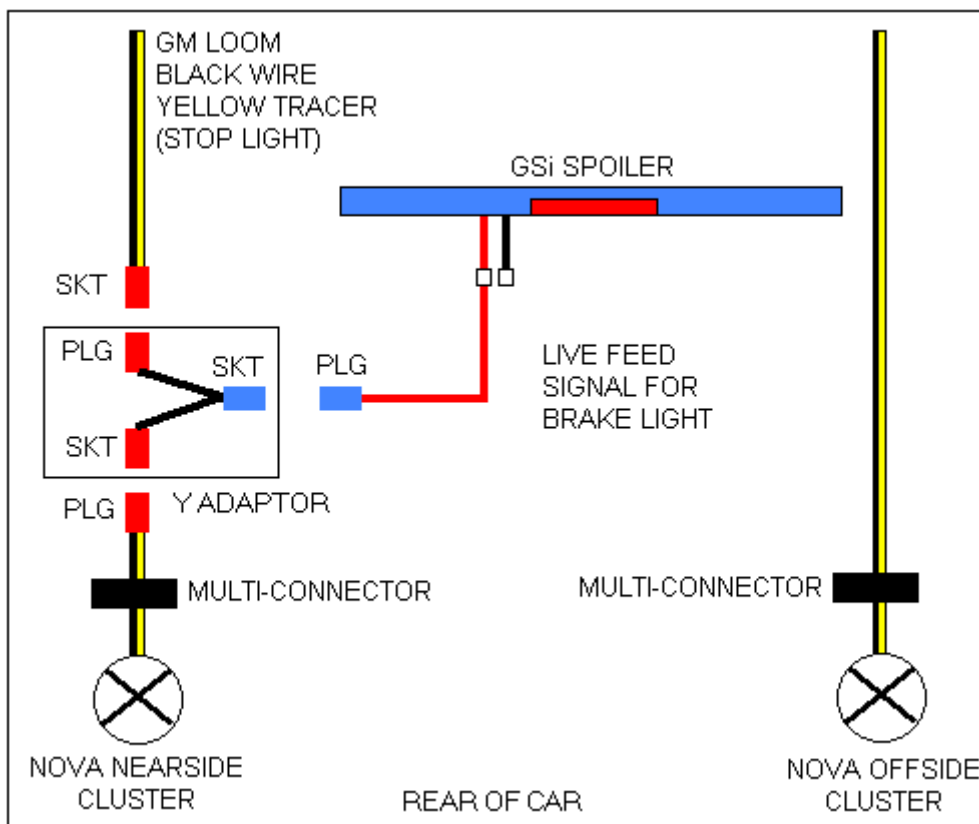 GM LOOM
BLACK WIRE
YELLOW TRACER
(STOP LIGHT)
GSi SPOILER
SKT
PLG
SKT
PLG
LIVE FEED
SIGNAL FOR
BRAKE LIGHT
SKT
PLG
Y ADAPTOR
MULTI-CONNECTOR
MULTI-CONNECTOR
NOVA NEARSIDE
CLUSTER
REAR OF CAR
NOVA OFFSIDE
CLUSTER